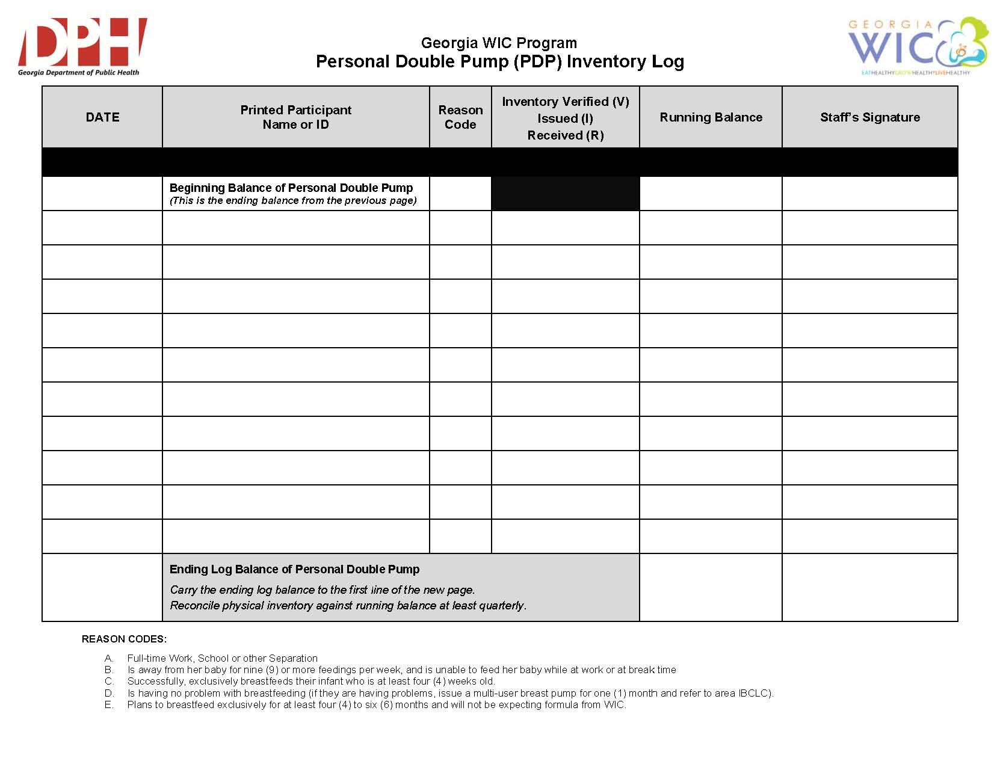 DPH
Georgia Department of Public Health
Georgia WIC Program
Personal Double Pump (PDP) Inventory Log
GEORGIA
WIC
EATHEALTHYGROWHEALTHYLIVEHEALTHY
DATE
Printed Participant
Name or ID
Reason
Code
Inventory Verified (V)
Issued (I)
Received (R)
Running Balance
Staff's Signature
Beginning Balance of Personal Double Pump
(This is the ending balance from the previous page)
Ending Log Balance of Personal Double Pump
Carry the ending log balance to the first line of the new page.
Reconcile physical inventory against running balance at least quarterly.
REASON CODES:
A. Full-time Work, School or other Separation
B. Is away from her baby for nine (9) or more feedings per week, and is unable to feed her baby while at work or at break time
C. Successfully, exclusively breastfeeds their infant who is at least four (4) weeks old.
D. Is having no problem with breastfeeding (if they are having problems, issue a multi-user breast pump for one (1) month and refer to area IBCLC).
E. Plans to breastfeed exclusively for at least four (4) to six (6) months and will not be expecting formula from WIC.